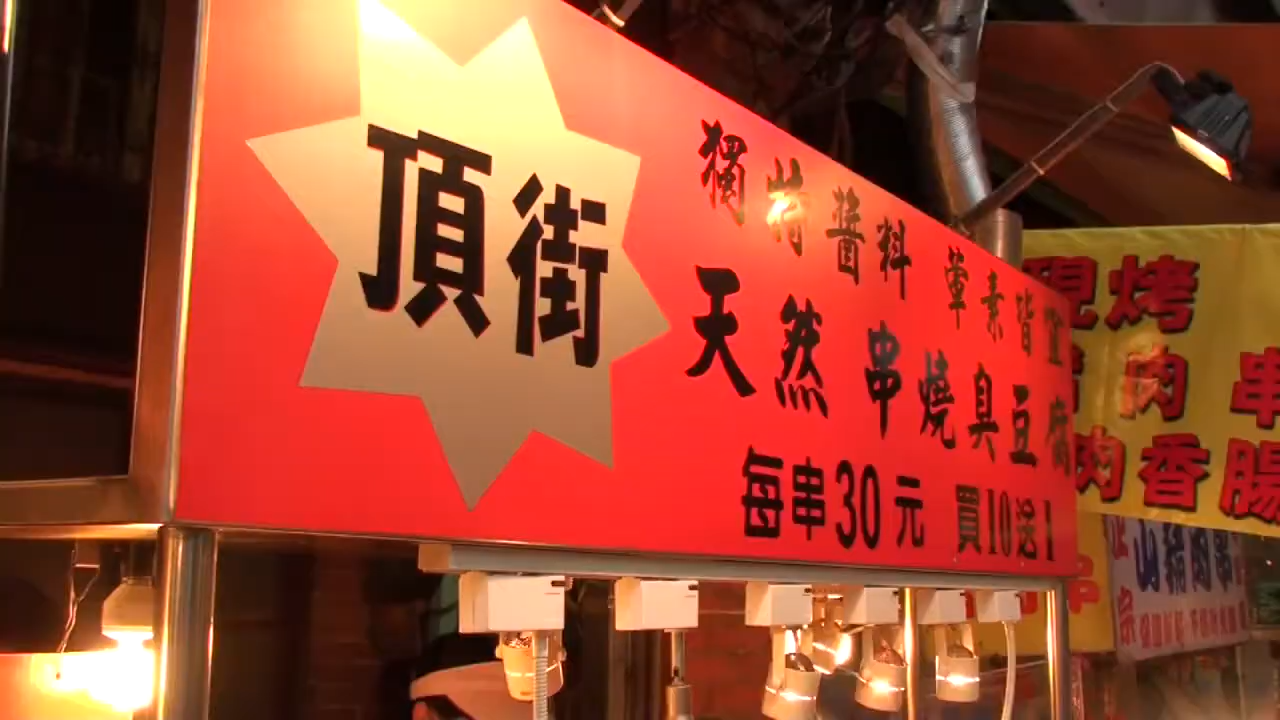 頂街
獨特醬料 葷素皆宜
天然 串燒臭豆腐
每串30元 買10送1
現烤
肉串
肉香腸
山豬肉串